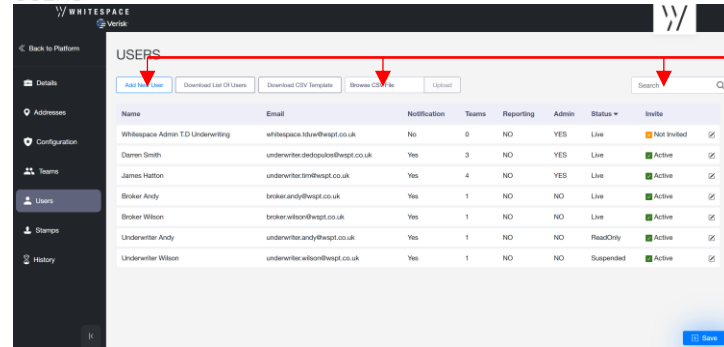 WHITESPACE
Verisk
Back to Platform
USERS
Details
Addresses
Configuration
Teams
Users
Stamps
History
Add New User Download List Of Users Download CSV Template Browse CSV File Upload Search
Name Email Notification Teams Reporting Admin Status Invite
Whitespace Admin T.D Underwriting whitespace.tduw@wspt.co.uk No 0 NO YES Live Not Invited
Darren Smith underwriter.dedopulos@wspt.co.uk Yes 3 NO YES Live Active
James Hatton underwriter.tim@wspt.co.uk Yes 4 NO YES Live Active
Broker Andy broker.andy@wspt.co.uk Yes 1 NO NO Live Active
Broker Wilson broker.wilson@wspt.co.uk Yes 1 NO NO Live Active
Underwriter Andy underwriter.andy@wspt.co.uk Yes 1 NO NO ReadOnly Active
Underwriter Wilson underwriter.wilson@wspt.co.uk Yes 1 NO NO Suspended Active
Save